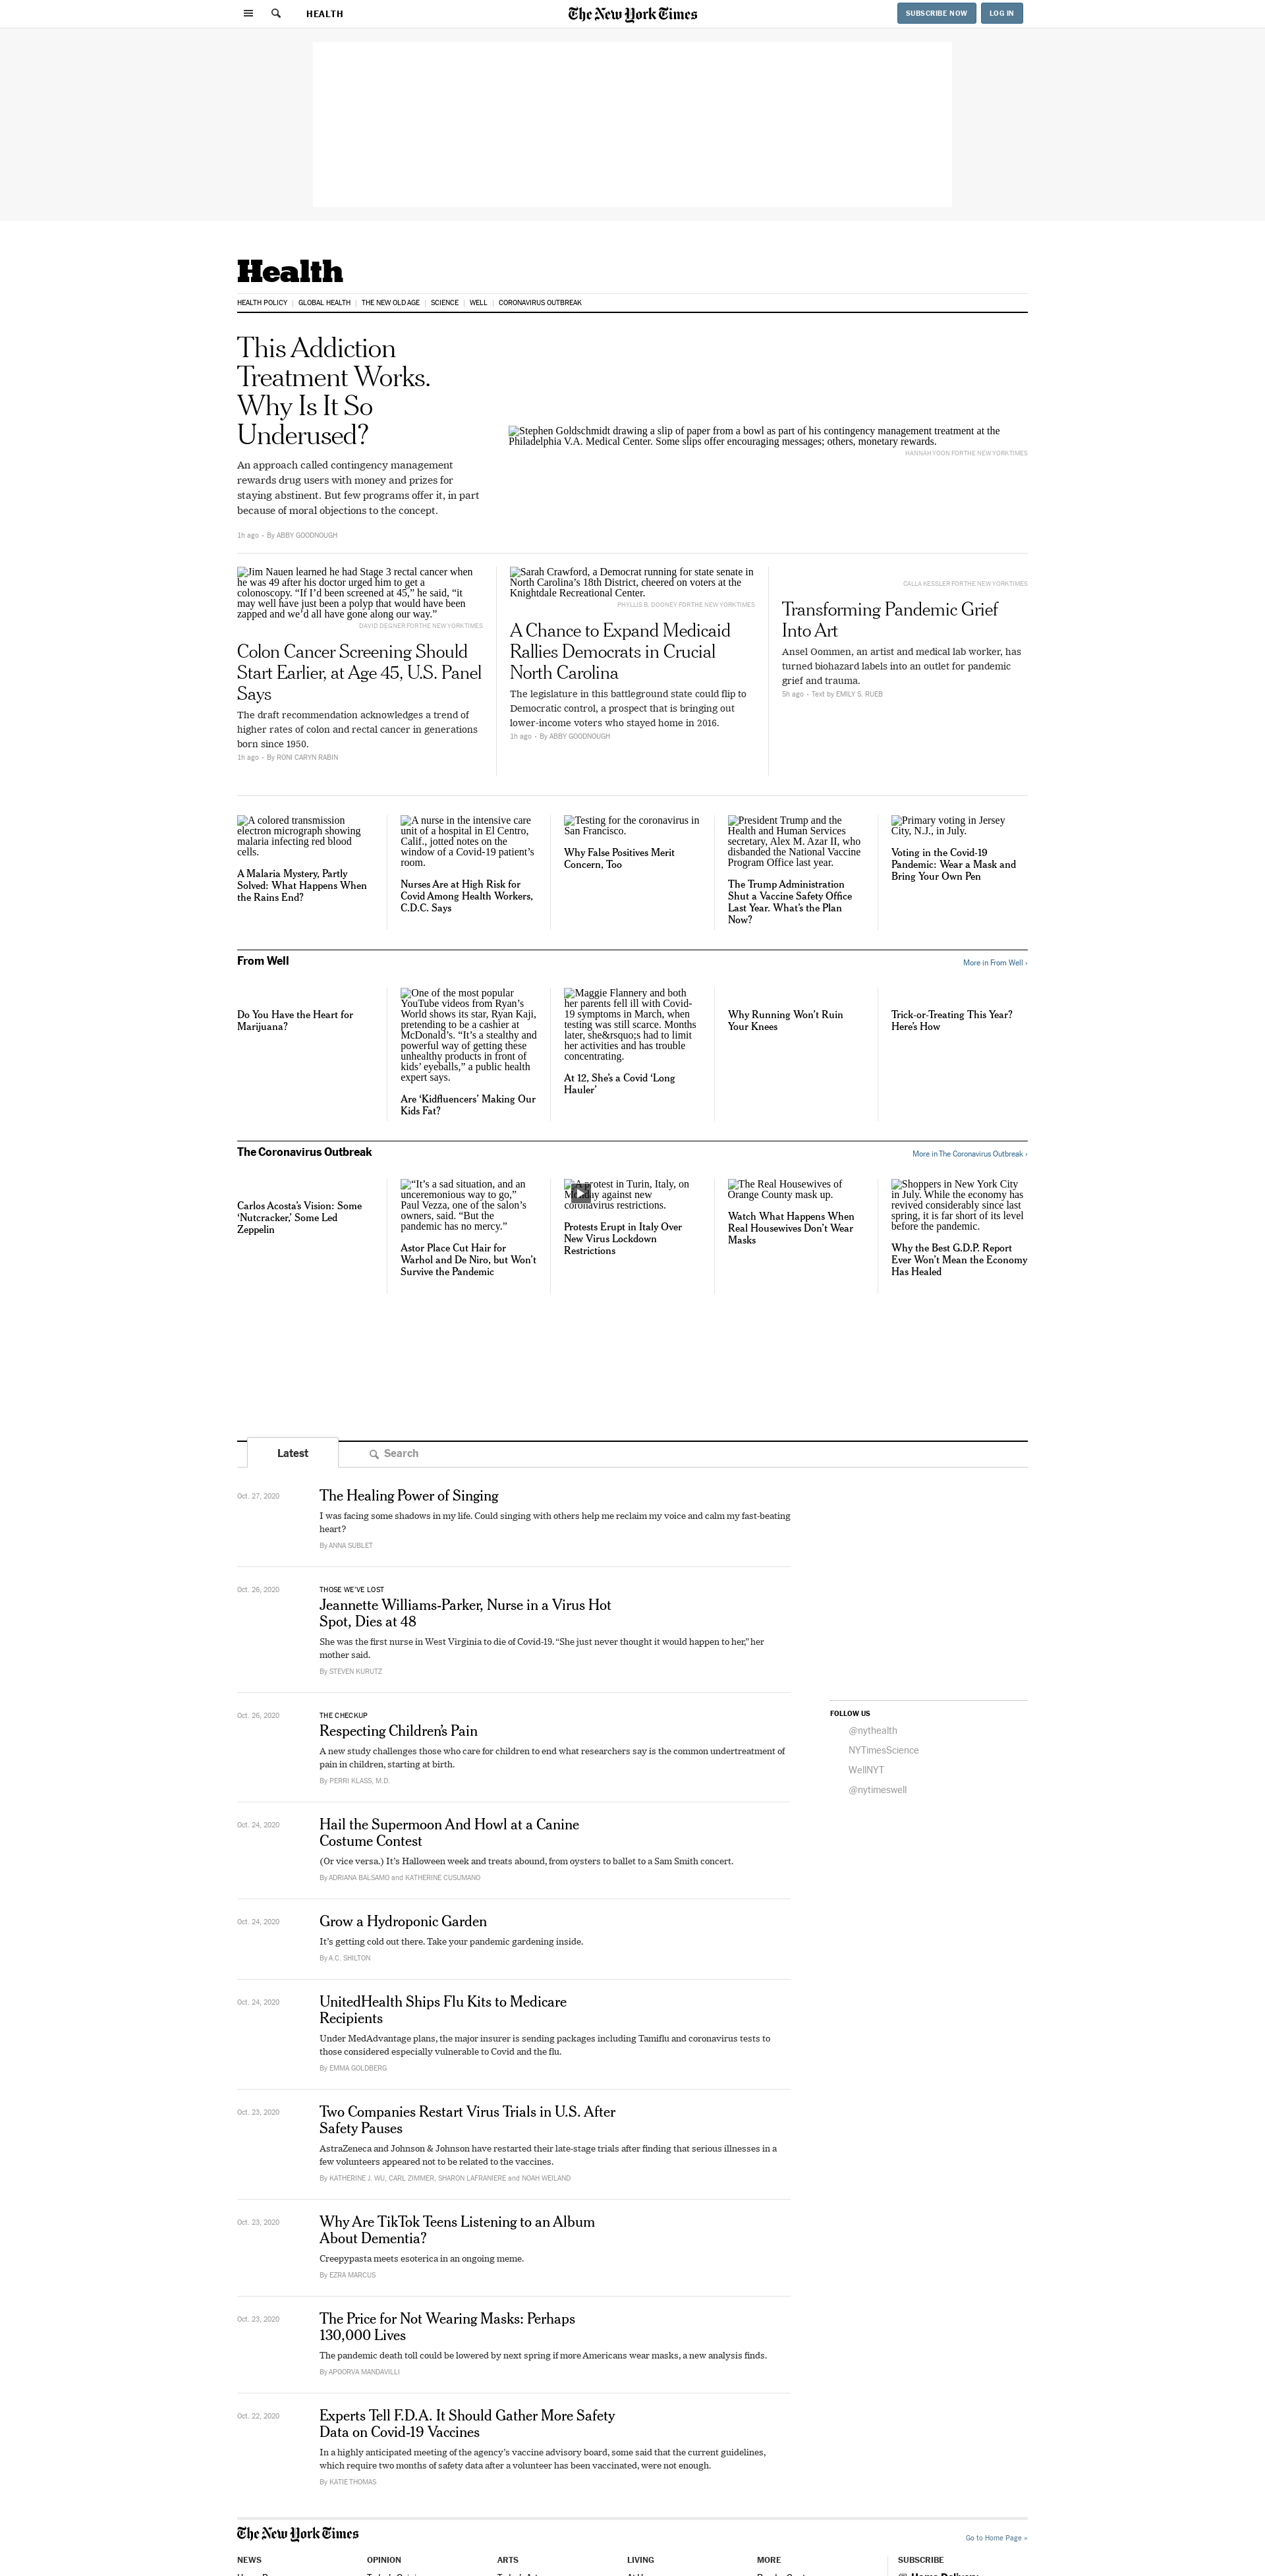 HEALTH
The New York Times
SUBSCRIBE NOW
LOG IN
Health
HEALTH POLICY | GLOBAL HEALTH | THE NEW OLD AGE | SCIENCE | WELL | CORONAVIRUS OUTBREAK
This Addiction
Treatment Works.
Why Is It So
Underused?
An approach called contingency management
rewards drug users with money and prizes for
staying abstinent. But few programs offer it, in part
because of moral objections to the concept.
1h ago • By ABBY GOODNOUGH
Stephen Goldschmidt drawing a slip of paper from a bowl as part of his contingency management treatment at the
Philadelphia V.A. Medical Center. Some slips offer encouraging messages; others, monetary rewards.
HANNAH YOON FOR THE NEW YORK TIMES
Jim Nauen learned he had Stage 3 rectal cancer when
he was 49 after his doctor urged him to get a
colonoscopy. “If I’d been screened at 45,” he said, “it
may well have just been a polyp that would have been
zapped and we’d all have gone along our way.”
DAVID DEGNER FOR THE NEW YORK TIMES
Colon Cancer Screening Should
Start Earlier, at Age 45, U.S. Panel
Says
The draft recommendation acknowledges a trend of
higher rates of colon and rectal cancer in generations
born since 1950.
1h ago • By RONI CARYN RABIN
Sarah Crawford, a Democrat running for state senate in
North Carolina’s 18th District, cheered on voters at the
Knightdale Recreational Center.
PHYLLIS B. DOONEY FOR THE NEW YORK TIMES
A Chance to Expand Medicaid
Rallies Democrats in Crucial
North Carolina
The legislature in this battleground state could flip to
Democratic control, a prospect that is bringing out
lower-income voters who stayed home in 2016.
1h ago • By ABBY GOODNOUGH
CALLA KESSLER FOR THE NEW YORK TIMES
Transforming Pandemic Grief
Into Art
Ansel Oommen, an artist and medical lab worker, has
turned biohazard labels into an outlet for pandemic
grief and trauma.
5h ago • Text by EMILY S. RUEB
A colored transmission
electron micrograph showing
malaria infecting red blood
cells.
A Malaria Mystery, Partly
Solved: What Happens When
the Rains End?
A nurse in the intensive care
unit of a hospital in El Centro,
Calif., jotted notes on the
window of a Covid-19 patient’s
room.
Nurses Are at High Risk for
Covid Among Health Workers,
C.D.C. Says
Testing for the coronavirus in
San Francisco.
Why False Positives Merit
Concern, Too
President Trump and the
Health and Human Services
secretary, Alex M. Azar II, who
disbanded the National Vaccine
Program Office last year.
The Trump Administration
Shut a Vaccine Safety Office
Last Year. What’s the Plan
Now?
Primary voting in Jersey
City, N.J., in July.
Voting in the Covid-19
Pandemic: Wear a Mask and
Bring Your Own Pen
From Well
More in From Well ›
Do You Have the Heart for
Marijuana?
One of the most popular
YouTube videos from Ryan’s
World shows its star, Ryan Kaji,
pretending to be a cashier at
McDonald’s. “It’s a stealthy and
powerful way of getting these
unhealthy products in front of
kids’ eyeballs,” a public health
expert says.
Are ‘Kidfluencers’ Making Our
Kids Fat?
Maggie Flannery and both
her parents fell ill with Covid-
19 symptoms in March, when
testing was still scarce. Months
later, she&rsquo;s had to limit
her activities and has trouble
concentrating.
At 12, She’s a Covid ‘Long
Hauler’
Why Running Won’t Ruin
Your Knees
Trick-or-Treating This Year?
Here’s How
The Coronavirus Outbreak
More in The Coronavirus Outbreak ›
Carlos Acosta’s Vision: Some
‘Nutcracker,’ Some Led
Zeppelin
“It’s a sad situation, and an
unceremonious way to go,”
Paul Vezza, one of the salon’s
owners, said. “But the
pandemic has no mercy.”
Astor Place Cut Hair for
Warhol and De Niro, but Won’t
Survive the Pandemic
A protest in Turin, Italy, on
Monday against new
coronavirus restrictions.
Protests Erupt in Italy Over
New Virus Lockdown
Restrictions
The Real Housewives of
Orange County mask up.
Watch What Happens When
Real Housewives Don’t Wear
Masks
Shoppers in New York City
in July. While the economy has
revived considerably since last
spring, it is far short of its level
before the pandemic.
Why the Best G.D.P. Report
Ever Won’t Mean the Economy
Has Healed
Latest
Search
Oct. 27, 2020
The Healing Power of Singing
I was facing some shadows in my life. Could singing with others help me reclaim my voice and calm my fast-beating
heart?
By ANNA SUBLET
Oct. 26, 2020
THOSE WE’VE LOST
Jeannette Williams-Parker, Nurse in a Virus Hot
Spot, Dies at 48
She was the first nurse in West Virginia to die of Covid-19. “She just never thought it would happen to her,” her
mother said.
By STEVEN KURUTZ
Oct. 26, 2020
THE CHECKUP
Respecting Children’s Pain
A new study challenges those who care for children to end what researchers say is the common undertreatment of
pain in children, starting at birth.
By PERRI KLASS, M.D.
FOLLOW US
@nythealth
NYTimesScience
WellNYT
@nytimeswell
Oct. 24, 2020
Hail the Supermoon And Howl at a Canine
Costume Contest
(Or vice versa.) It’s Halloween week and treats abound, from oysters to ballet to a Sam Smith concert.
By ADRIANA BALSAMO and KATHERINE CUSUMANO
Oct. 24, 2020
Grow a Hydroponic Garden
It’s getting cold out there. Take your pandemic gardening inside.
By A.C. SHILTON
Oct. 24, 2020
UnitedHealth Ships Flu Kits to Medicare
Recipients
Under MedAdvantage plans, the major insurer is sending packages including Tamiflu and coronavirus tests to
those considered especially vulnerable to Covid and the flu.
By EMMA GOLDBERG
Oct. 23, 2020
Two Companies Restart Virus Trials in U.S. After
Safety Pauses
AstraZeneca and Johnson & Johnson have restarted their late-stage trials after finding that serious illnesses in a
few volunteers appeared not to be related to the vaccines.
By KATHERINE J. WU, CARL ZIMMER, SHARON LAFRANIERE and NOAH WEILAND
Oct. 23, 2020
Why Are TikTok Teens Listening to an Album
About Dementia?
Creepypasta meets esoterica in an ongoing meme.
By EZRA MARCUS
Oct. 23, 2020
The Price for Not Wearing Masks: Perhaps
130,000 Lives
The pandemic death toll could be lowered by next spring if more Americans wear masks, a new analysis finds.
By APOORVA MANDAVILLI
Oct. 22, 2020
Experts Tell F.D.A. It Should Gather More Safety
Data on Covid-19 Vaccines
In a highly anticipated meeting of the agency’s vaccine advisory board, some said that the current guidelines,
which require two months of safety data after a volunteer has been vaccinated, were not enough.
By KATIE THOMAS
The New York Times
Go to Home Page »
NEWS
OPINION
ARTS
LIVING
MORE
SUBSCRIBE